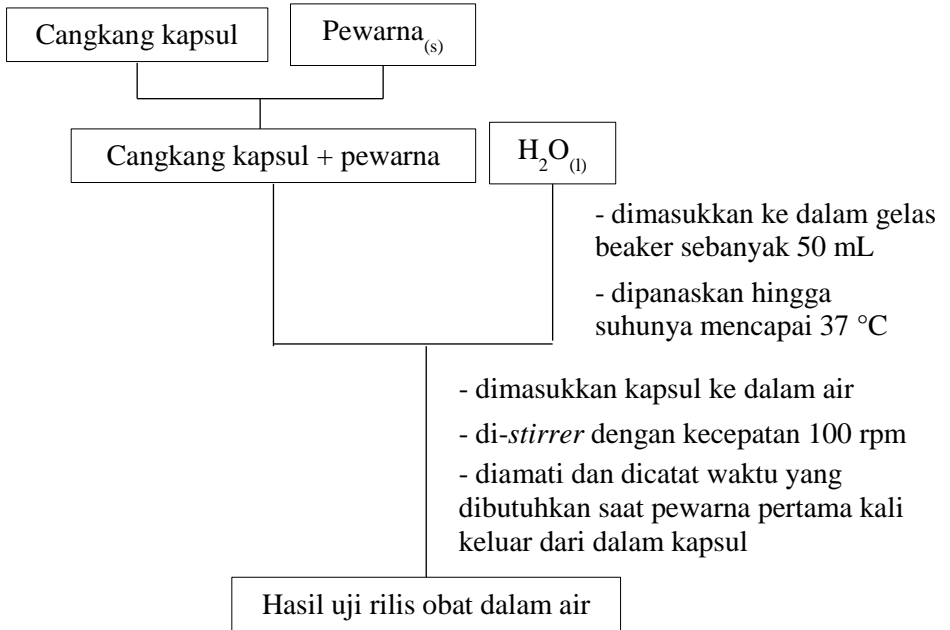 Cangkang kapsul
Pewarna(s)
Cangkang kapsul + pewarna
H2O(l)
- dimasukkan ke dalam gelas
beaker sebanyak 50 mL
- dipanaskan hingga
suhunya mencapai 37 °C
- dimasukkan kapsul ke dalam air
- di-stirrer dengan kecepatan 100 rpm
- diamati dan dicatat waktu yang
dibutuhkan saat pewarna pertama kali
keluar dari dalam kapsul
Hasil uji rilis obat dalam air